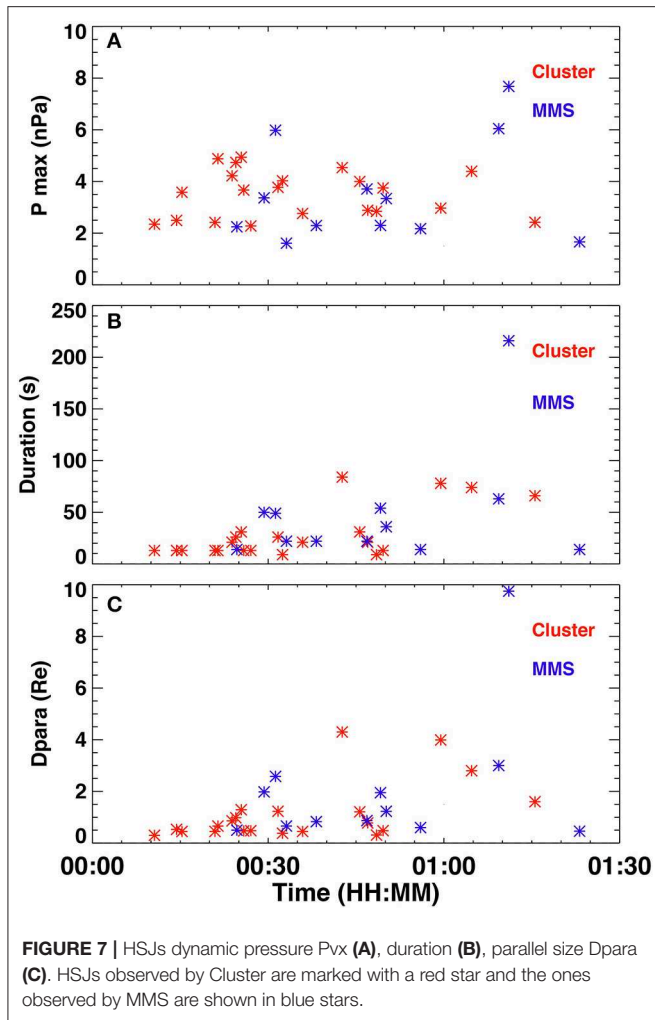 A
P max (nPa)
10
8
6
4
2
0
Cluster
MMS
B
Duration (s)
250
200
150
100
50
0
Cluster
MMS
C
Dpara (Re)
10
8
6
4
2
0
Cluster
MMS
00:00 00:30 01:00 01:30
Time (HH:MM)
FIGURE 7 | HSJs dynamic pressure Pvx (A), duration (B), parallel size Dpara
(C). HSJs observed by Cluster are marked with a red star and the ones
observed by MMS are shown in blue stars.